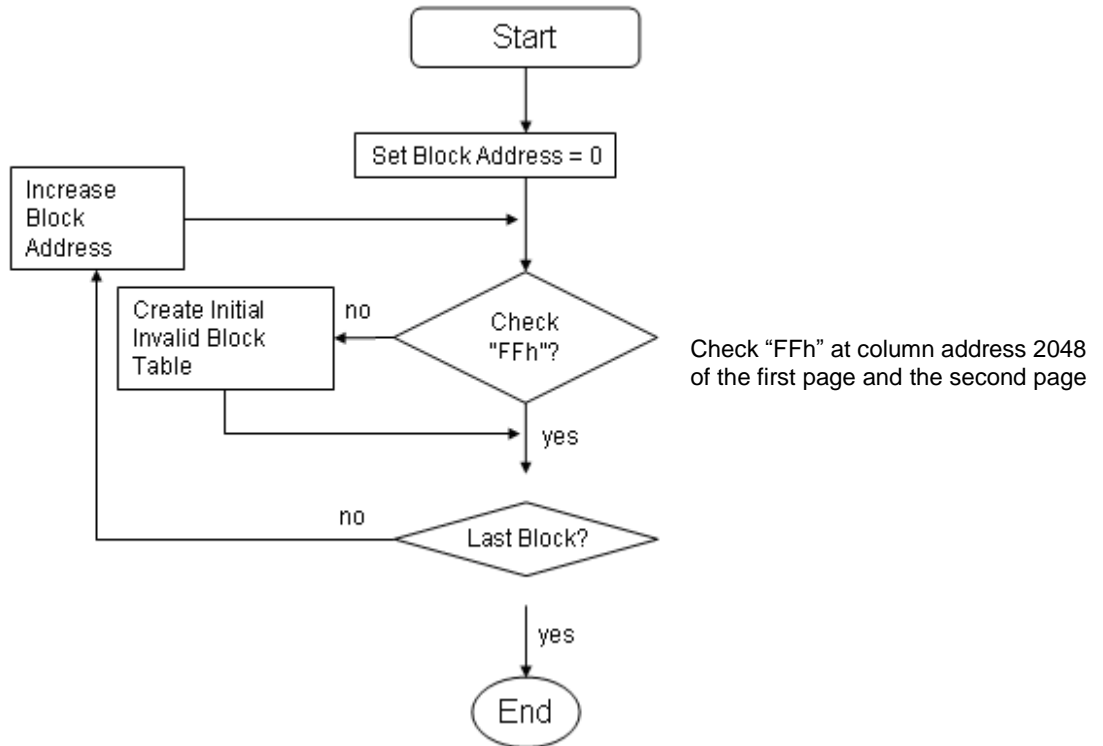 Start
Set Block Address = 0
Increase
Block
Address
Create Initial
Invalid Block
Table
no
Check
"FFh"?
Check “FFh” at column address 2048
of the first page and the second page
yes
no
Last Block?
yes
End